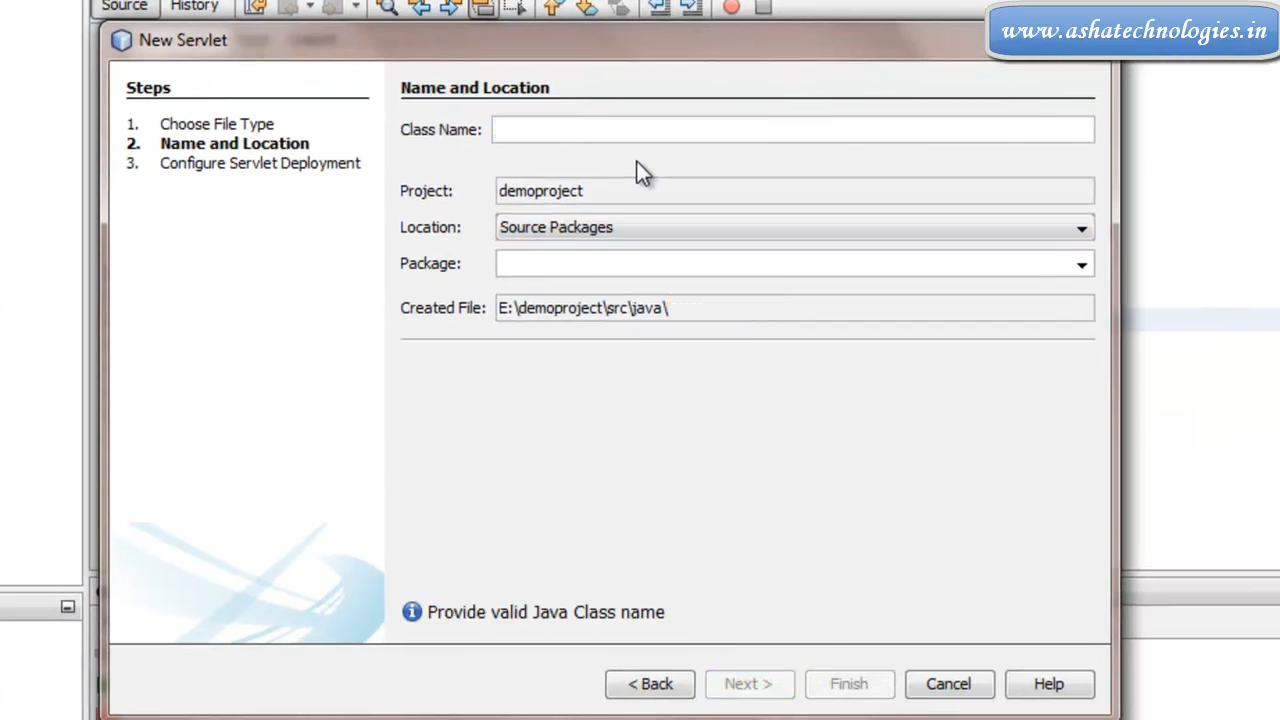 Source History
www.ashatechnologies.in
New Servlet
Steps
1. Choose File Type
2. Name and Location
3. Configure Servlet Deployment
Name and Location
Class Name:
Project: demoproject
Location: Source Packages
Package:
Created File: E:\demoproject\src\java\
Provide valid Java Class name
< Back Next > Finish Cancel Help